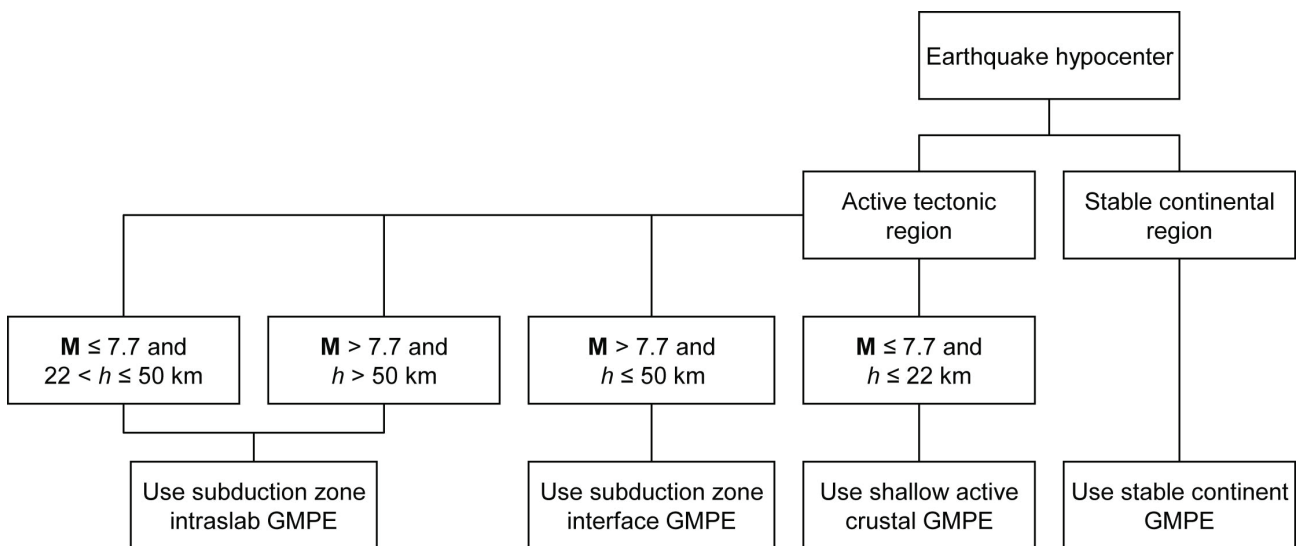 Earthquake hypocenter
Active tectonic
region
Stable continental
region
M ≤ 7.7 and
22 < h ≤ 50 km
M > 7.7 and
h > 50 km
M > 7.7 and
h ≤ 50 km
M ≤ 7.7 and
h ≤ 22 km
Use subduction zone
intraslab GMPE
Use subduction zone
interface GMPE
Use shallow active
crustal GMPE
Use stable continent
GMPE